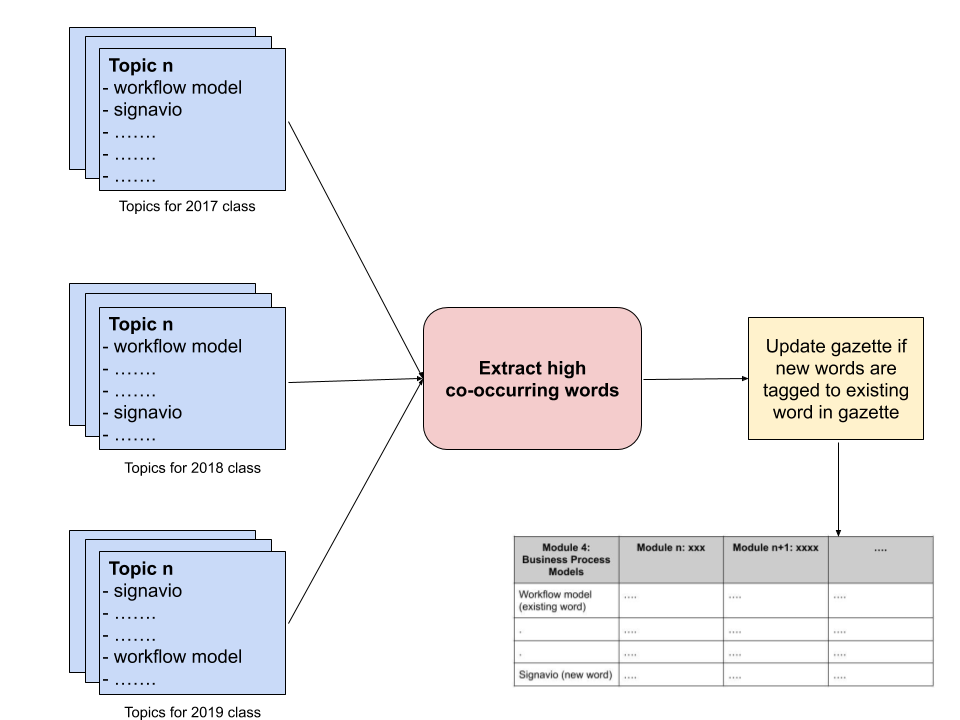 Topic n
- workflow model
- signavio
- …….
- …….
- …….
Topics for 2017 class
Topic n
- workflow model
- …….
- …….
- signavio
- …….
Topics for 2018 class
Topic n
- signavio
- …….
- …….
- workflow model
- …….
Topics for 2019 class
Extract high
co-occurring words
Update gazette if
new words are
tagged to existing
word in gazette
Module 4:
Business Process
Models
Module n: xxx
Module n+1: xxxx
….
Workflow model
(existing word)
….
….
….
.
….
….
….
.
….
….
….
Signavio (new word)
….
….
….